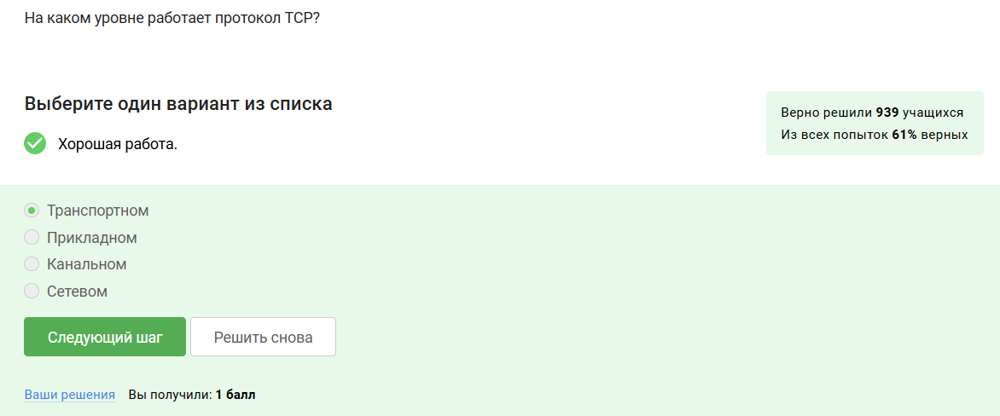 На каком уровне работает протокол TCP?
Выберите один вариант из списка
Верно решили 939 учащихся
Из всех попыток 61% верных
Хорошая работа.
Транспортном
Прикладном
Канальном
Сетевом
Следующий шаг
Решить снова
Ваши решения Вы получили: 1 балл